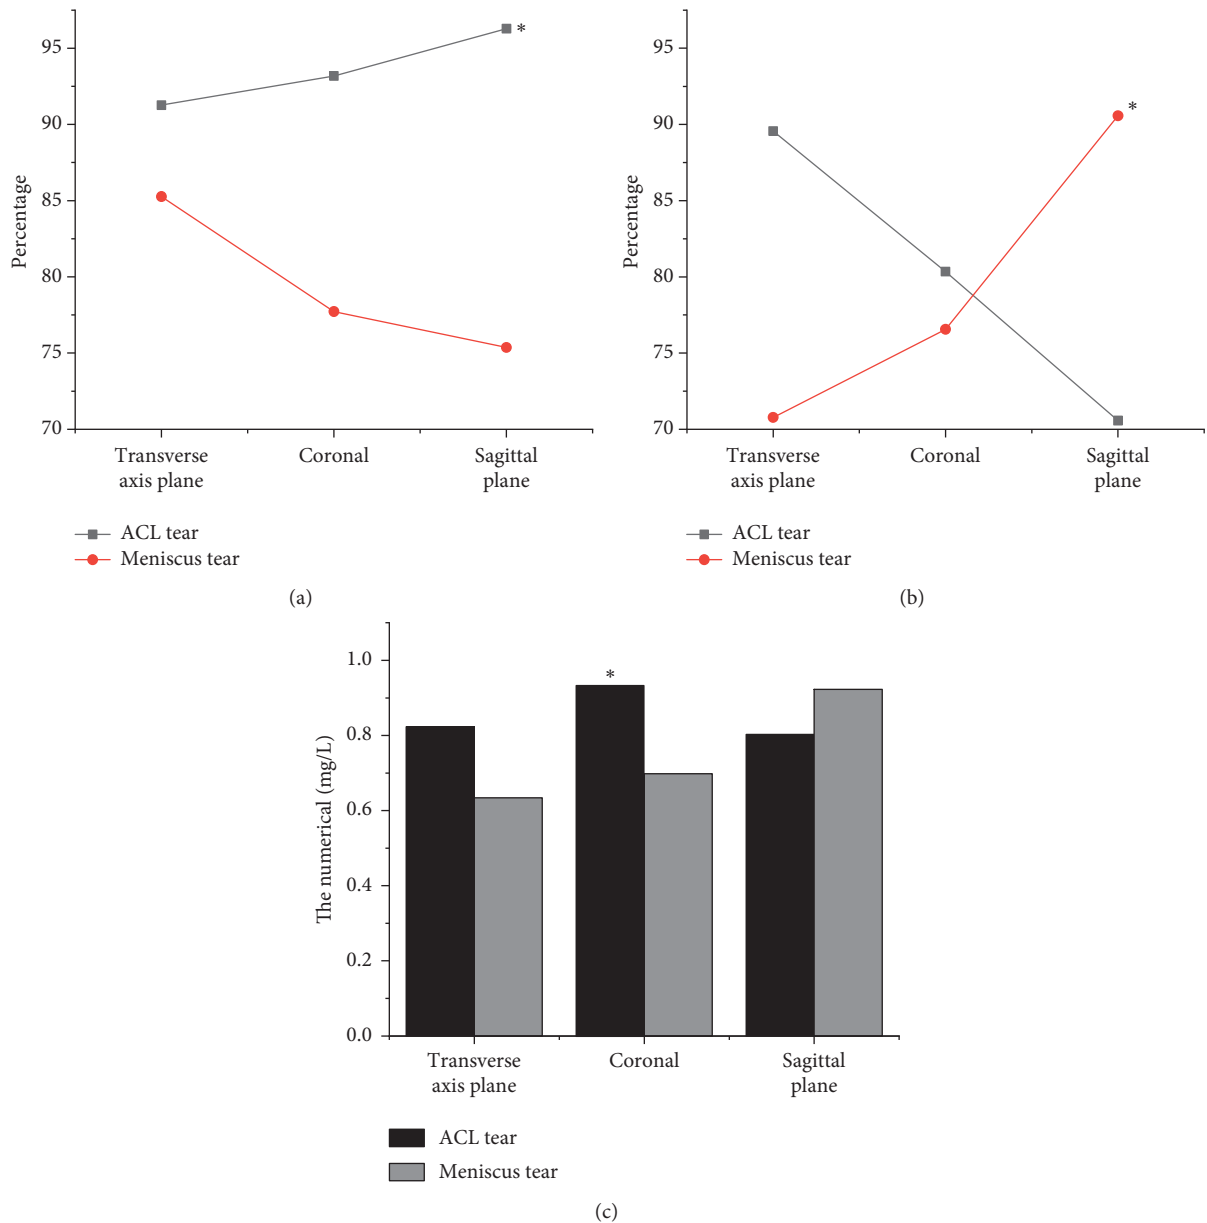 Percentage
95
90
85
80
75
70
Transverse
axis plane
Coronal
Sagittal
plane
*
ACL tear
Meniscus tear
(a)
Percentage
95
90
85
80
75
70
Transverse
axis plane
Coronal
Sagittal
plane
*
ACL tear
Meniscus tear
(b)
The numerical (mg/L)
1.0
0.8
0.6
0.4
0.2
0.0
*
Transverse
axis plane
Coronal
Sagittal
plane
ACL tear
Meniscus tear
(c)